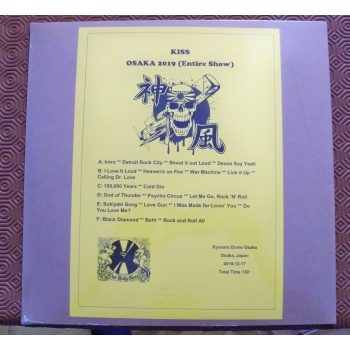 KISS
OSAKA 2019 (Entire Show)
神
風
A: Intro ** Detroit Rock City ** Shout it out Loud ** Deuce Say Yeah
B: I Love it Loud ** Heaven's on Fire ** War Machine ** Lick it Up **
Calling Dr. Love
C: 100,000 Years ** Cold Gin
D: God of Thunder ** Psycho Circus ** Let Me Go, Rock 'N' Roll
E: Sukiyaki Song ** Love Gun ** I Was Made for Lovin' You ** Do
You Love Me?
F: Black Diamond ** Beth ** Rock and Roll All
Kyocera Dome Osaka
Osaka, Japan
2019-12-17
Total Time 130'